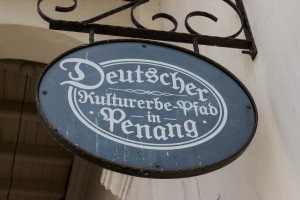 Deutscher
Kulturerbe-Pfad
in
Penang